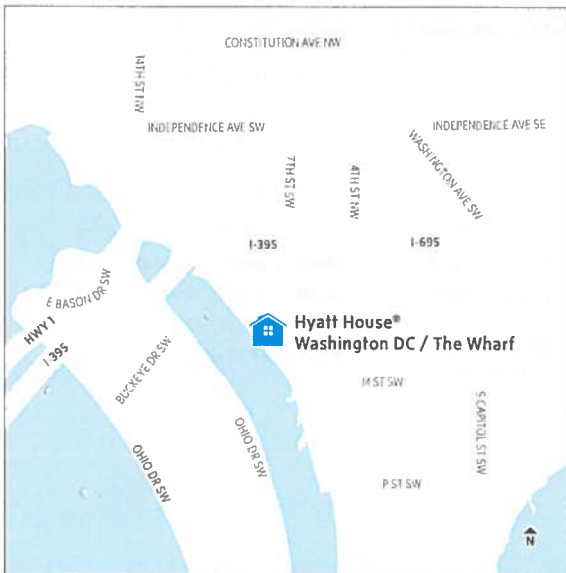 CONSTITUTION AVE NW
14TH ST NW
INDEPENDENCE AVE SW
INDEPENDENCE AVE SE
WASHINGTON AVE SW
7TH ST SW
4TH ST NW
I-395
I-695
E BASON DR SW
HWY 1
I-395
Hyatt House®
Washington DC / The Wharf
BUCKEYE DR SW
M ST SW
S CAPITOL ST SW
OHIO DR SW
OHIO DR SW
P ST SW
N